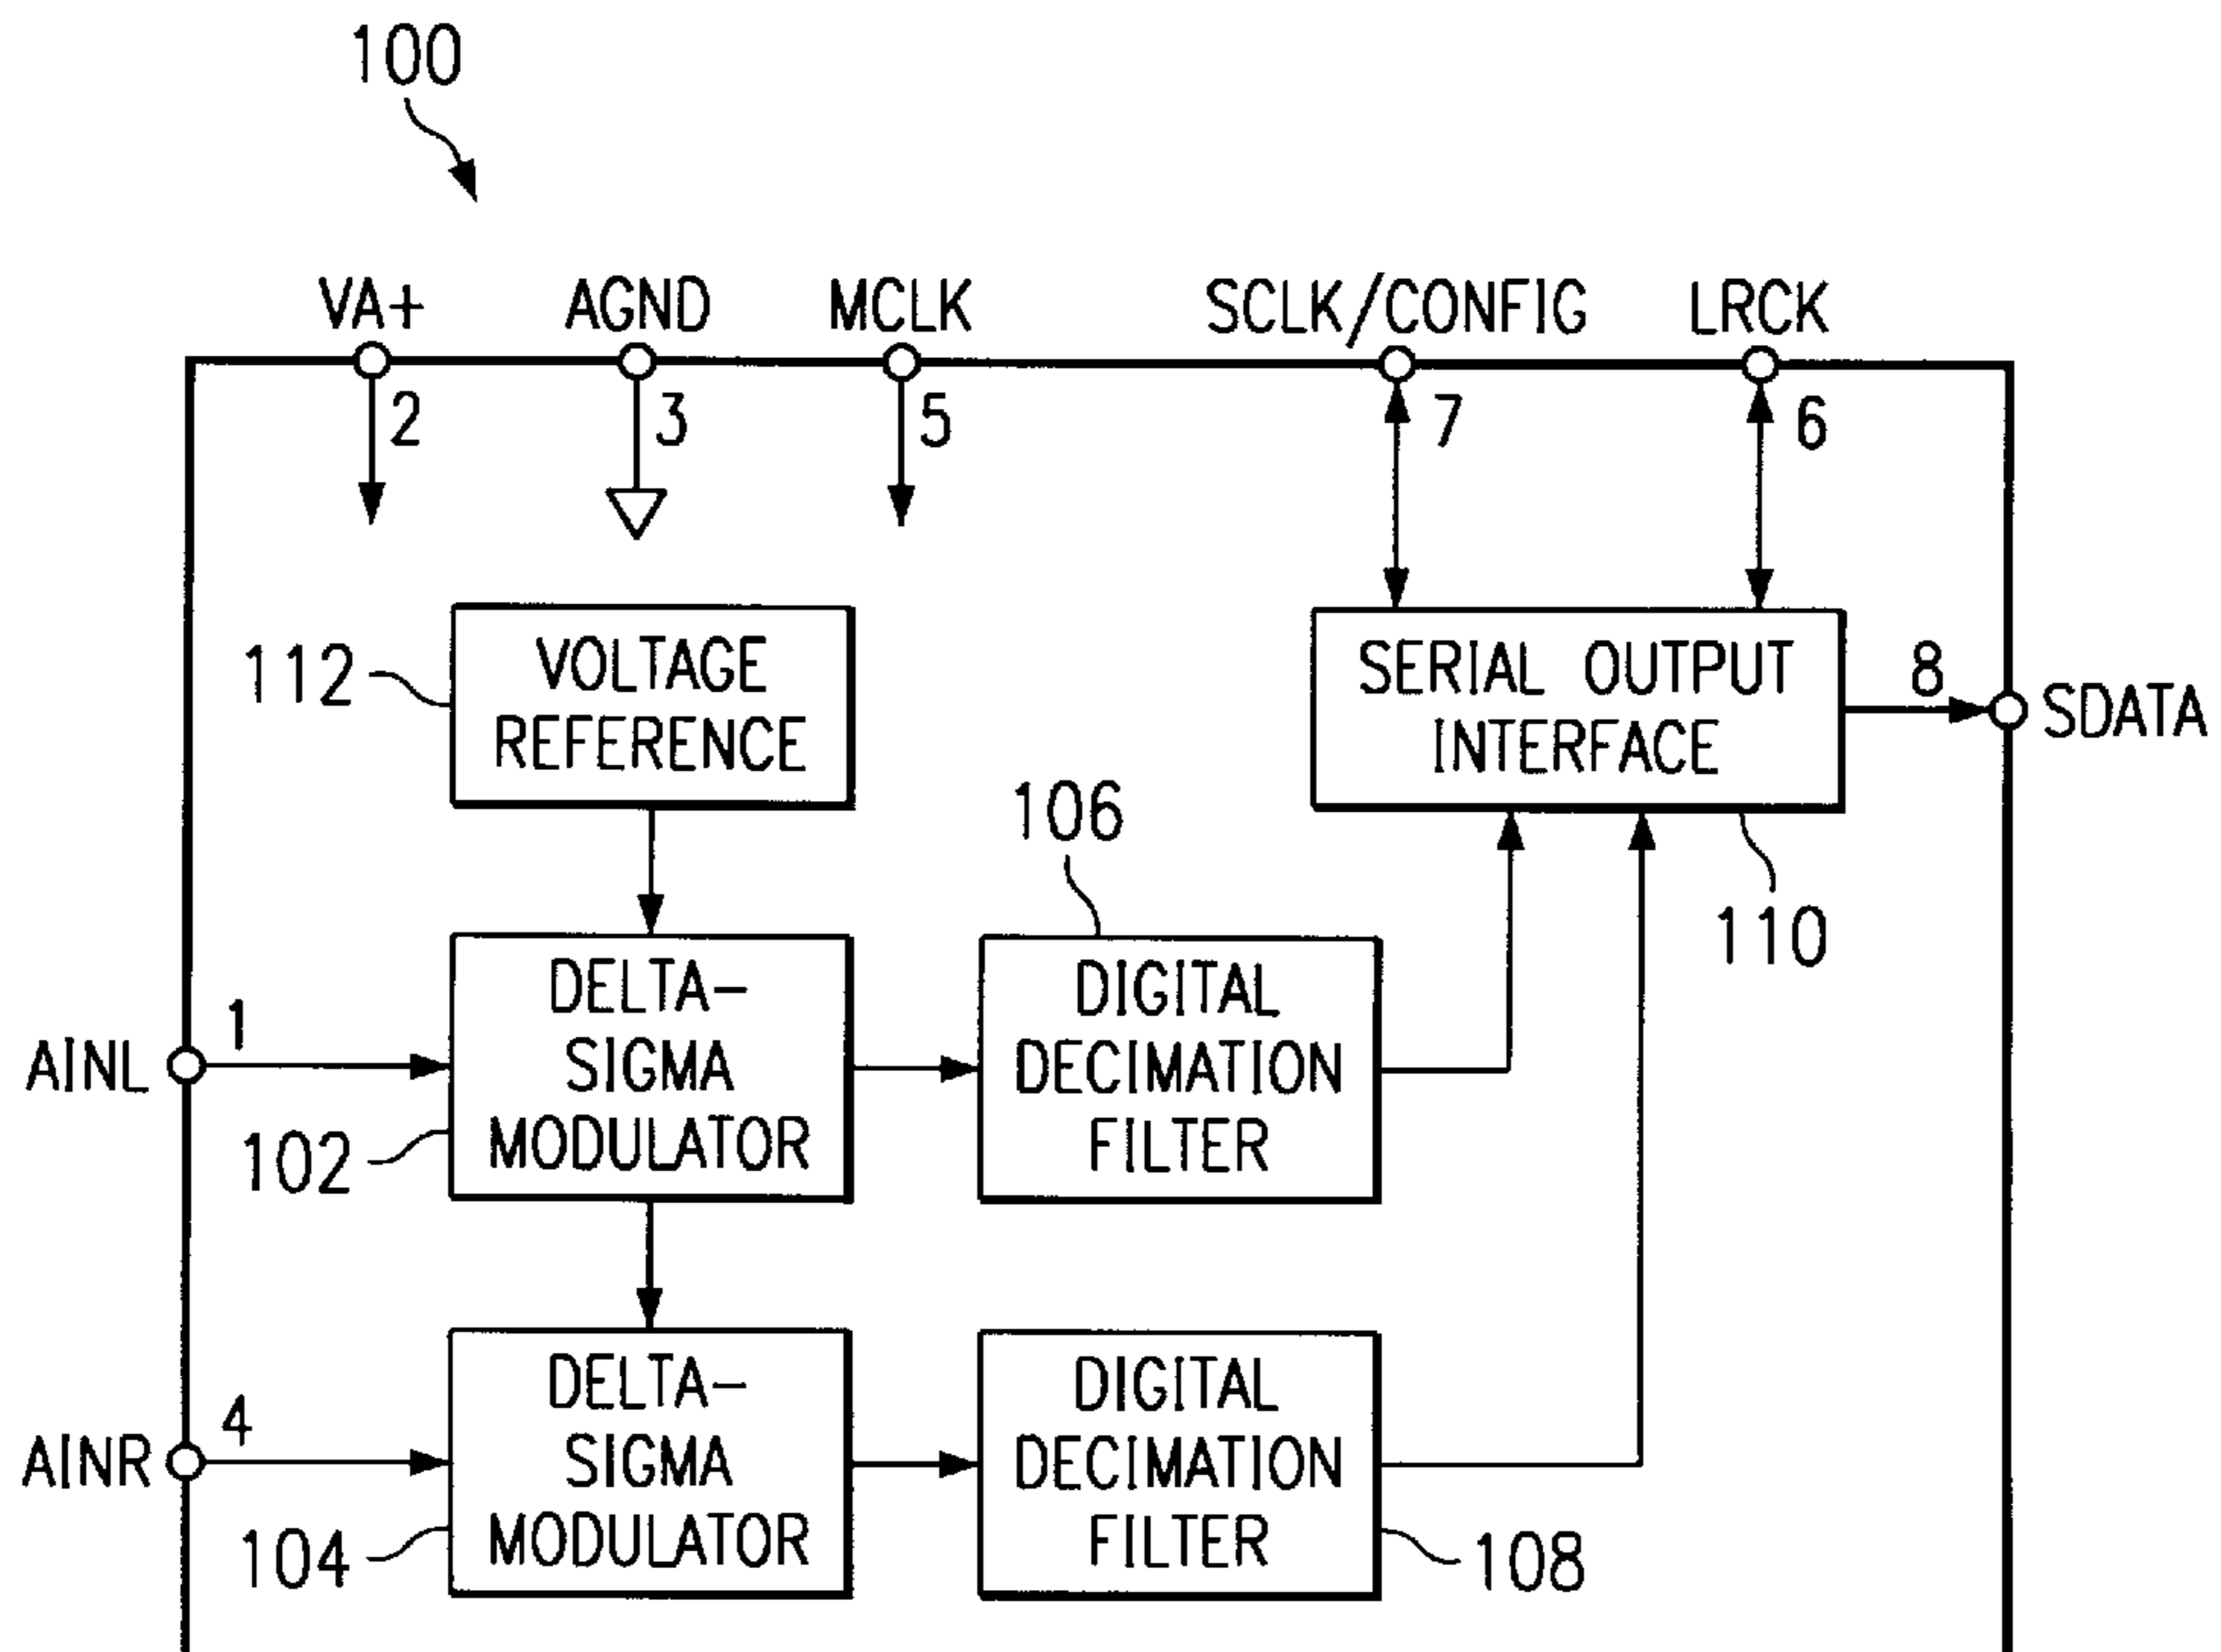 100
VA+ AGND MCLK SCLK/CONFIG LRCK
2 3 5 7 6
112
VOLTAGE
REFERENCE
SERIAL OUTPUT
INTERFACE
8
SDATA
106
110
AINL
1
102
DELTA-
SIGMA
MODULATOR
DIGITAL
DECIMATION
FILTER
AINR
4
104
DELTA-
SIGMA
MODULATOR
DIGITAL
DECIMATION
FILTER
108